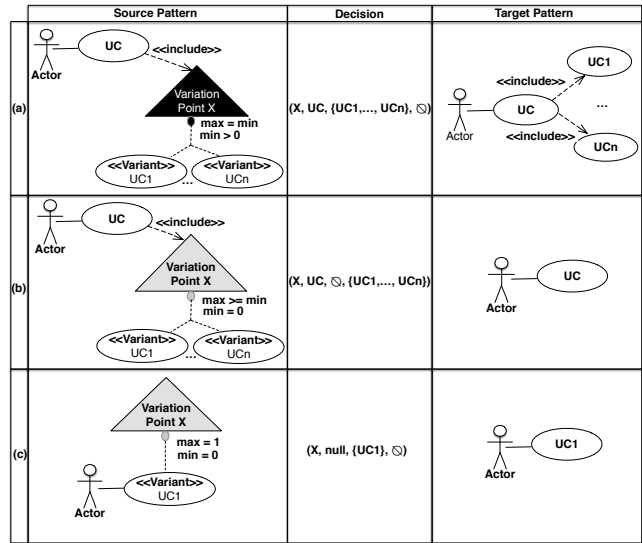 Source Pattern
Decision
Target Pattern
(a)
Actor
UC
<<include>>
Variation
Point X
max = min
min > 0
<<Variant>>
UC1
...
<<Variant>>
UCn
(X, UC, {UC1,..., UCn}, ⦰)
Actor
UC
<<include>>
UC1
...
<<include>>
UCn
(b)
Actor
UC
<<include>>
Variation
Point X
max >= min
min = 0
<<Variant>>
UC1
...
<<Variant>>
UCn
(X, UC, ⦰, {UC1,..., UCn})
Actor
UC
(c)
Variation
Point X
max = 1
min = 0
Actor
<<Variant>>
UC1
(X, null, {UC1}, ⦰)
Actor
UC1